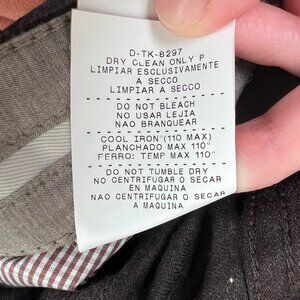 D-TK-8297
DRY CLEAN ONLY P
LIMPIAR ESCLUSIVAMENTE
A SECCO
LIMPIAR A SECCO
DO NOT BLEACH
NO USAR LEJIA
NAO BRANQUEAR
COOL IRON°(110 MAX)
PLANCHADO MAX 110°
FERRO: TEMP MAX 110°
DO NOT TUMBLE DRY
NO CENTRIFUGAR O SECAR
EN MAQUINA
NAO CENTRIFUGAR O SECAR
A MAQUINA